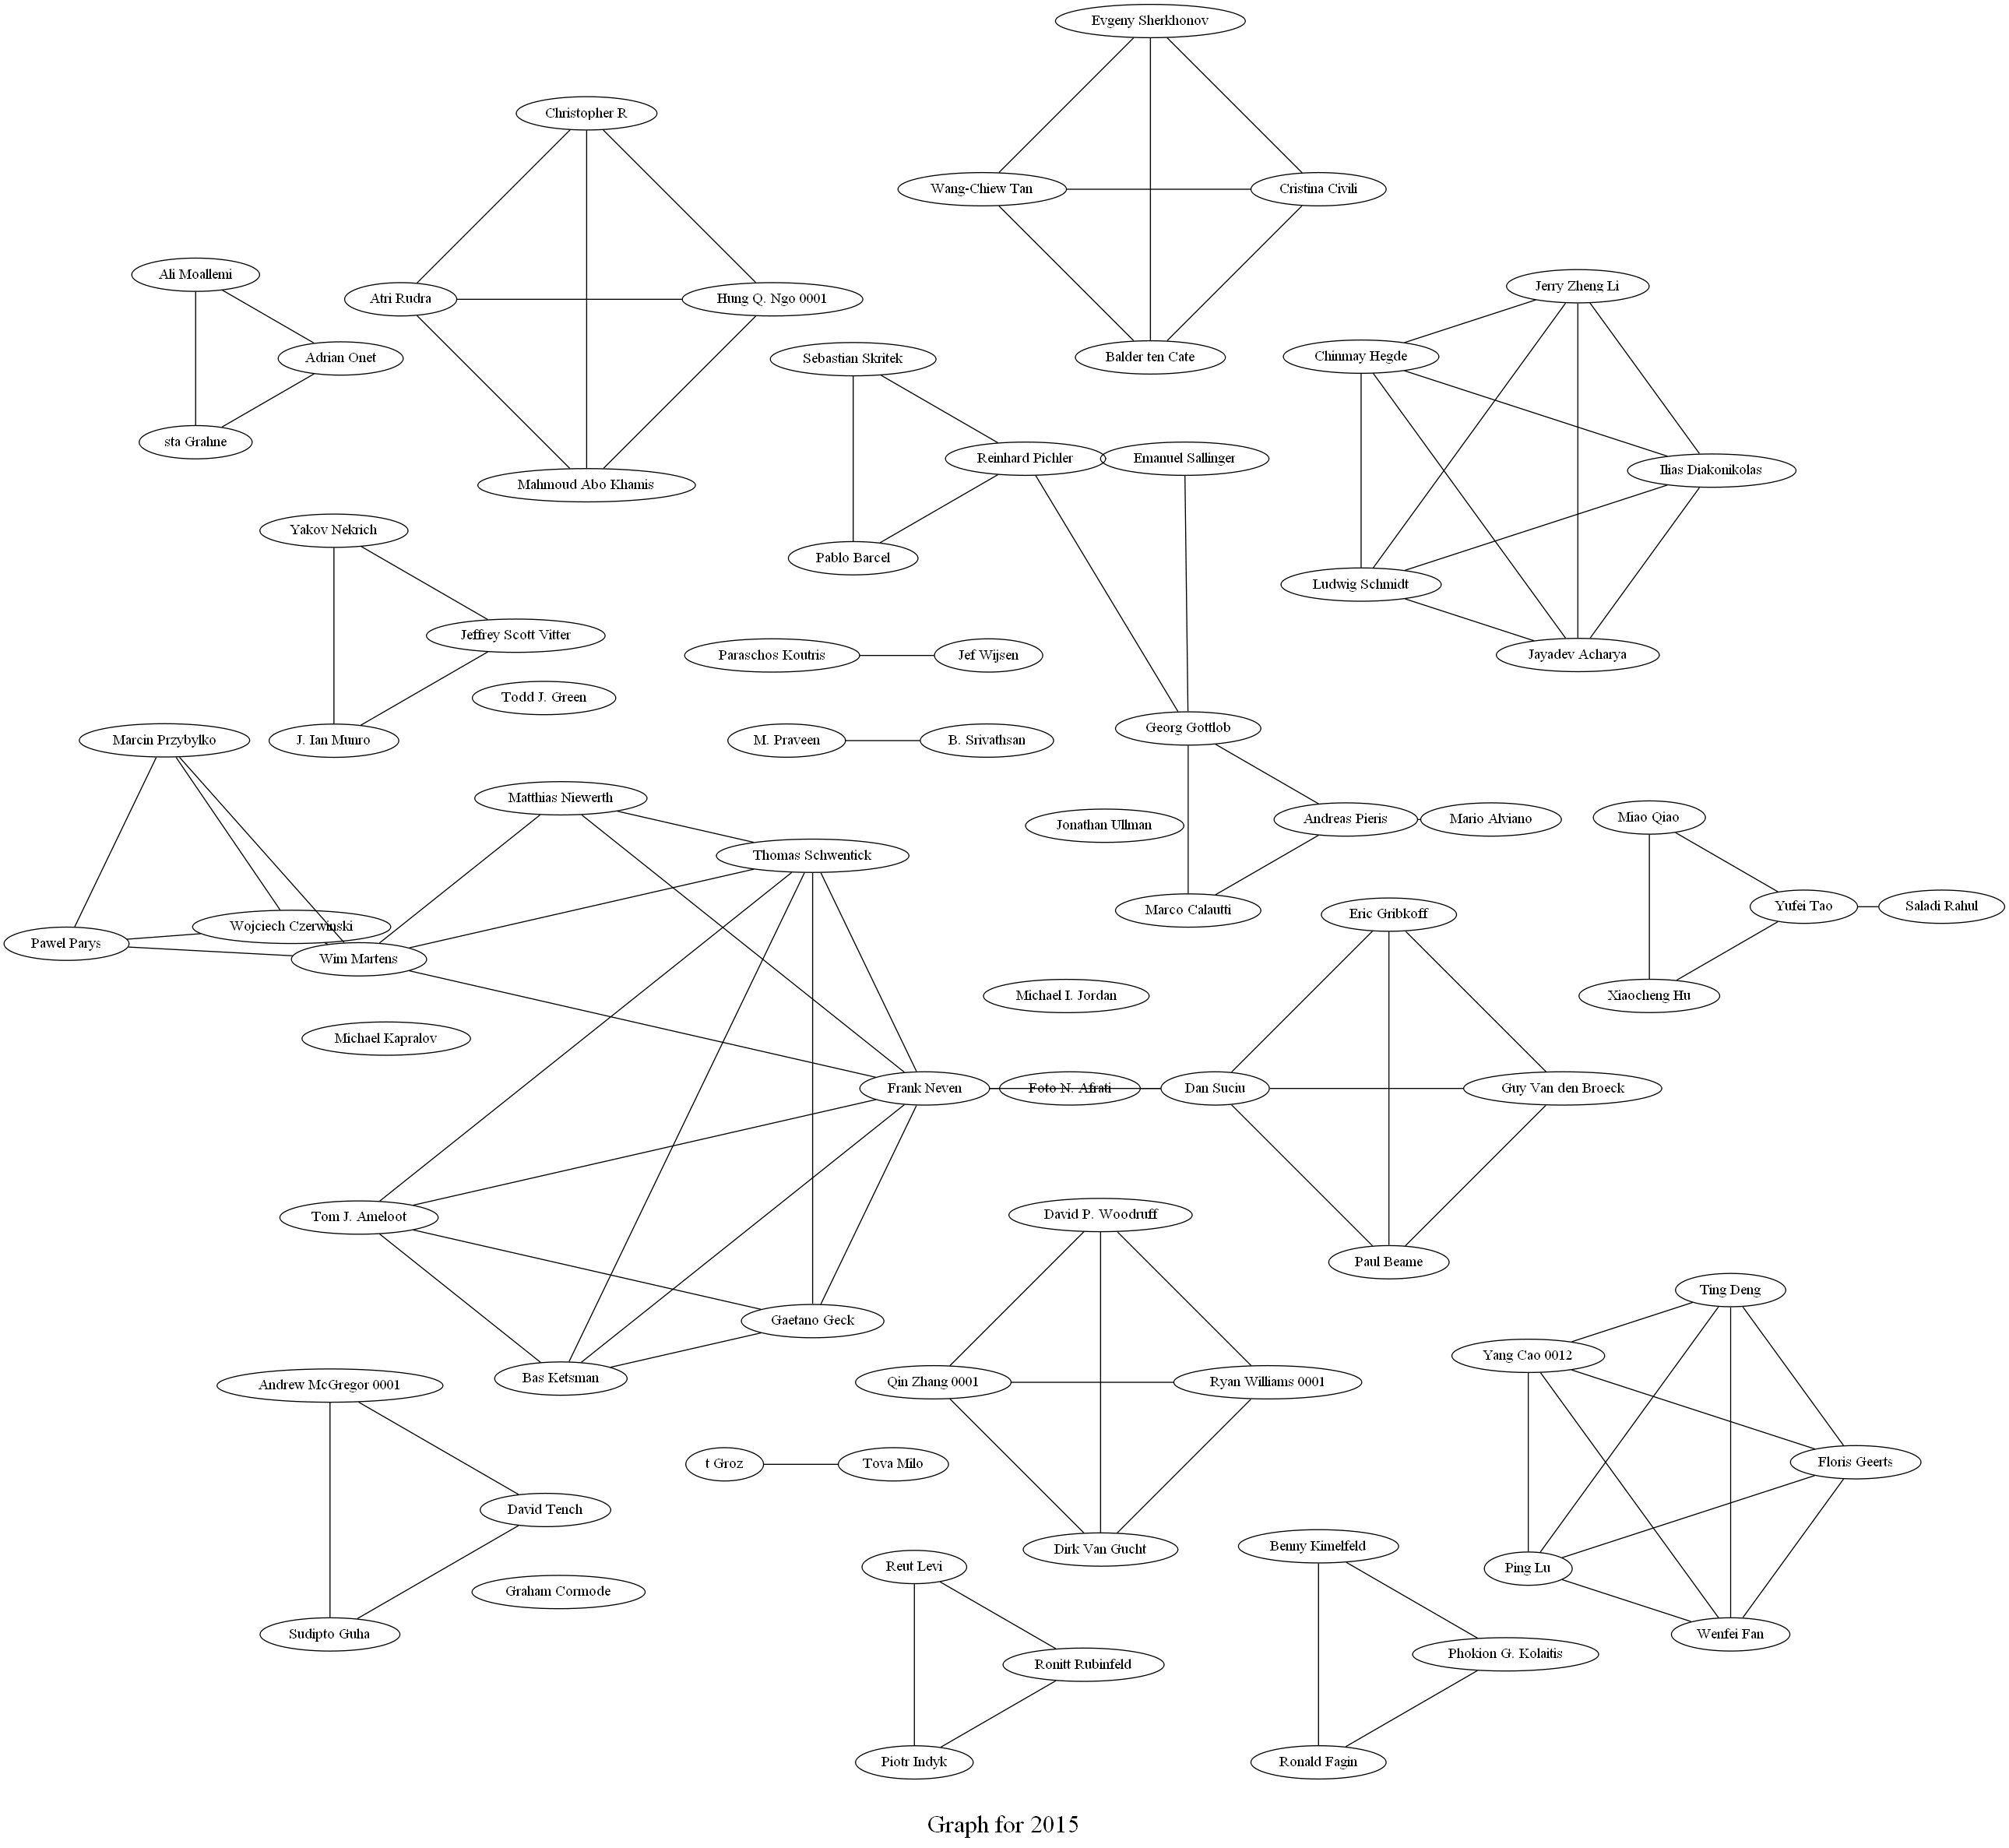 Evgeny Sherkhonov
Christopher R
Wang-Chiew Tan
Cristina Civili
Ali Moallemi
Jerry Zheng Li
Atri Rudra
Hung Q. Ngo 0001
Adrian Onet
Sebastian Skritek
Balder ten Cate
Chinmay Hegde
sta Grahne
Reinhard Pichler
Emanuel Sallinger
Ilias Diakonikolas
Mahmoud Abo Khamis
Yakov Nekrich
Pablo Barcel
Ludwig Schmidt
Jeffrey Scott Vitter
Paraschos Koutris
Jef Wijsen
Jayadev Acharya
Todd J. Green
Georg Gottlob
Marcin Przybylko
J. Ian Munro
M. Praveen
B. Srivathsan
Matthias Niewerth
Jonathan Ullman
Andreas Pieris
Mario Alviano
Miao Qiao
Thomas Schwentick
Marco Calautti
Eric Gribkoff
Yufei Tao
Saladi Rahul
Wojciech Czerwinski
Pawel Parys
Wim Martens
Michael I. Jordan
Xiaocheng Hu
Michael Kapralov
Frank Neven
Foto N. Afrati
Dan Suciu
Guy Van den Broeck
Tom J. Ameloot
David P. Woodruff
Paul Beame
Ting Deng
Gaetano Geck
Yang Cao 0012
Bas Ketsman
Andrew McGregor 0001
Qin Zhang 0001
Ryan Williams 0001
t Groz
Tova Milo
Floris Geerts
David Tench
Dirk Van Gucht
Benny Kimelfeld
Reut Levi
Ping Lu
Graham Cormode
Sudipto Guha
Wenfei Fan
Ronitt Rubinfeld
Phokion G. Kolaitis
Piotr Indyk
Ronald Fagin
Graph for 2015